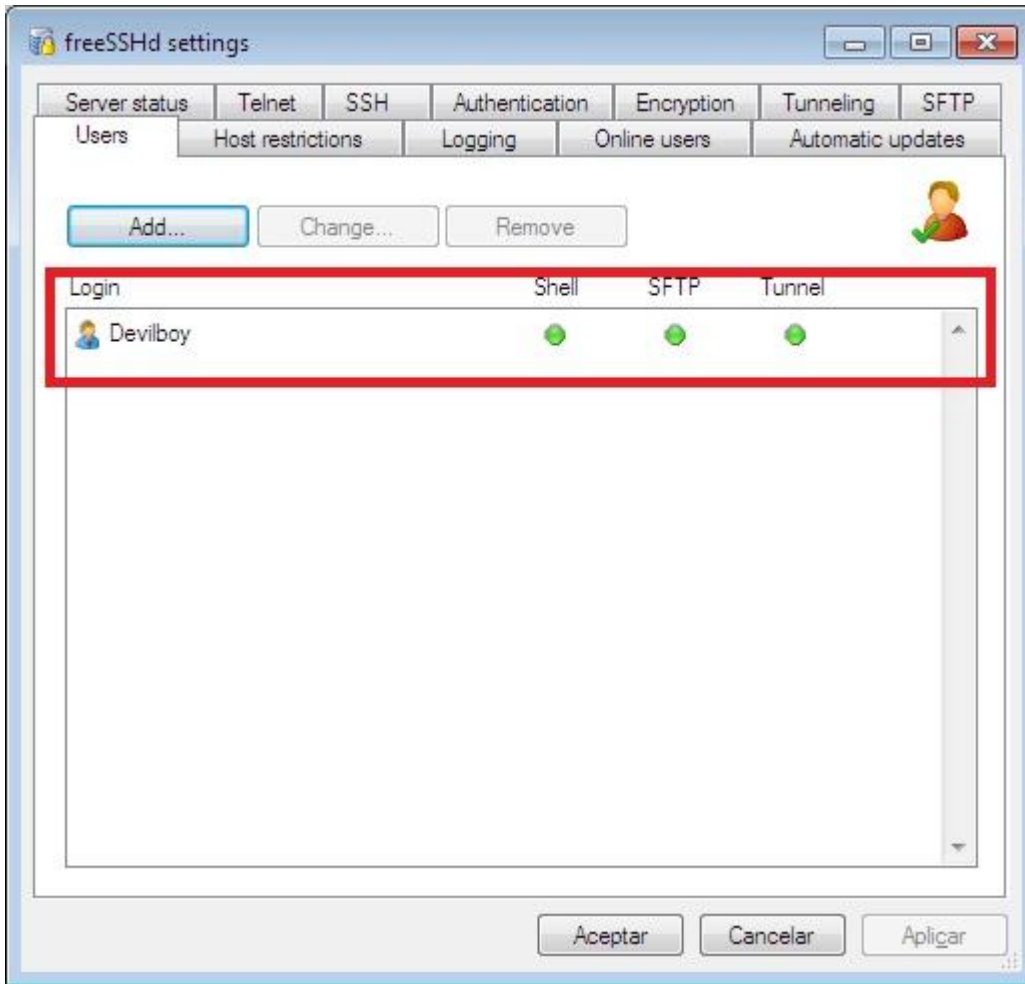 freeSSHd settings
Server status Telnet SSH Authentication Encryption Tunneling SFTP
Users Host restrictions Logging Online users Automatic updates
Add... Change... Remove
Login Shell SFTP Tunnel
Devilboy
Aceptar Cancelar Aplicar